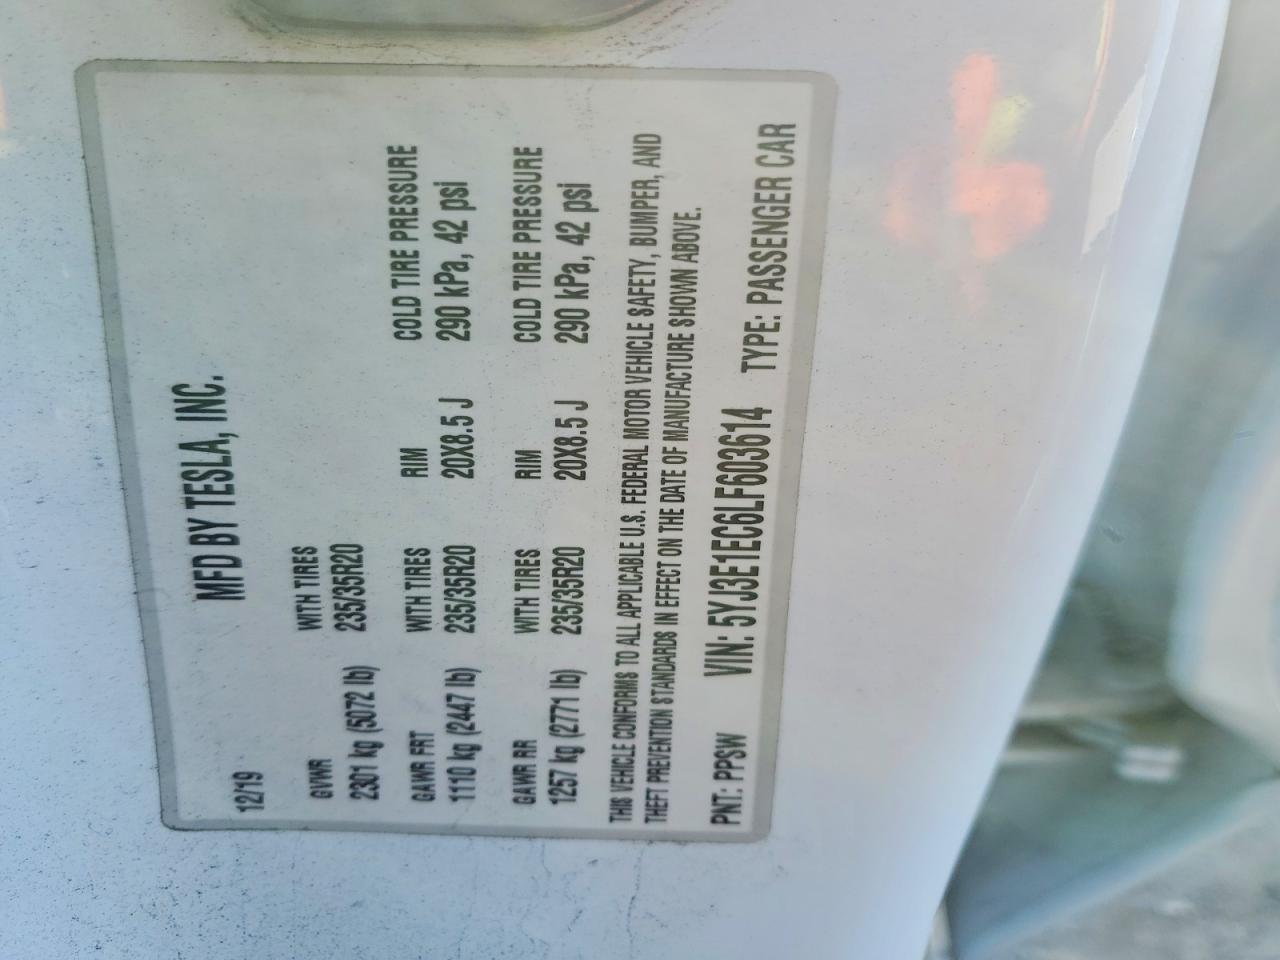 MFD BY TESLA, INC.
12/19
GVWR WITH TIRES
2301 kg (5072 lb) 235/35R20
GAWR FRT WITH TIRES RIM COLD TIRE PRESSURE
1110 kg (2447 lb) 235/35R20 20X8.5 J 290 kPa, 42 psi
GAWR RR WITH TIRES RIM COLD TIRE PRESSURE
1257 kg (2771 lb) 235/35R20 20X8.5 J 290 kPa, 42 psi
THIS VEHICLE CONFORMS TO ALL APPLICABLE U.S. FEDERAL MOTOR VEHICLE SAFETY, BUMPER, AND
THEFT PREVENTION STANDARDS IN EFFECT ON THE DATE OF MANUFACTURE SHOWN ABOVE.
PNT: PPSW VIN: 5YJ3E1EC6LF603614 TYPE: PASSENGER CAR